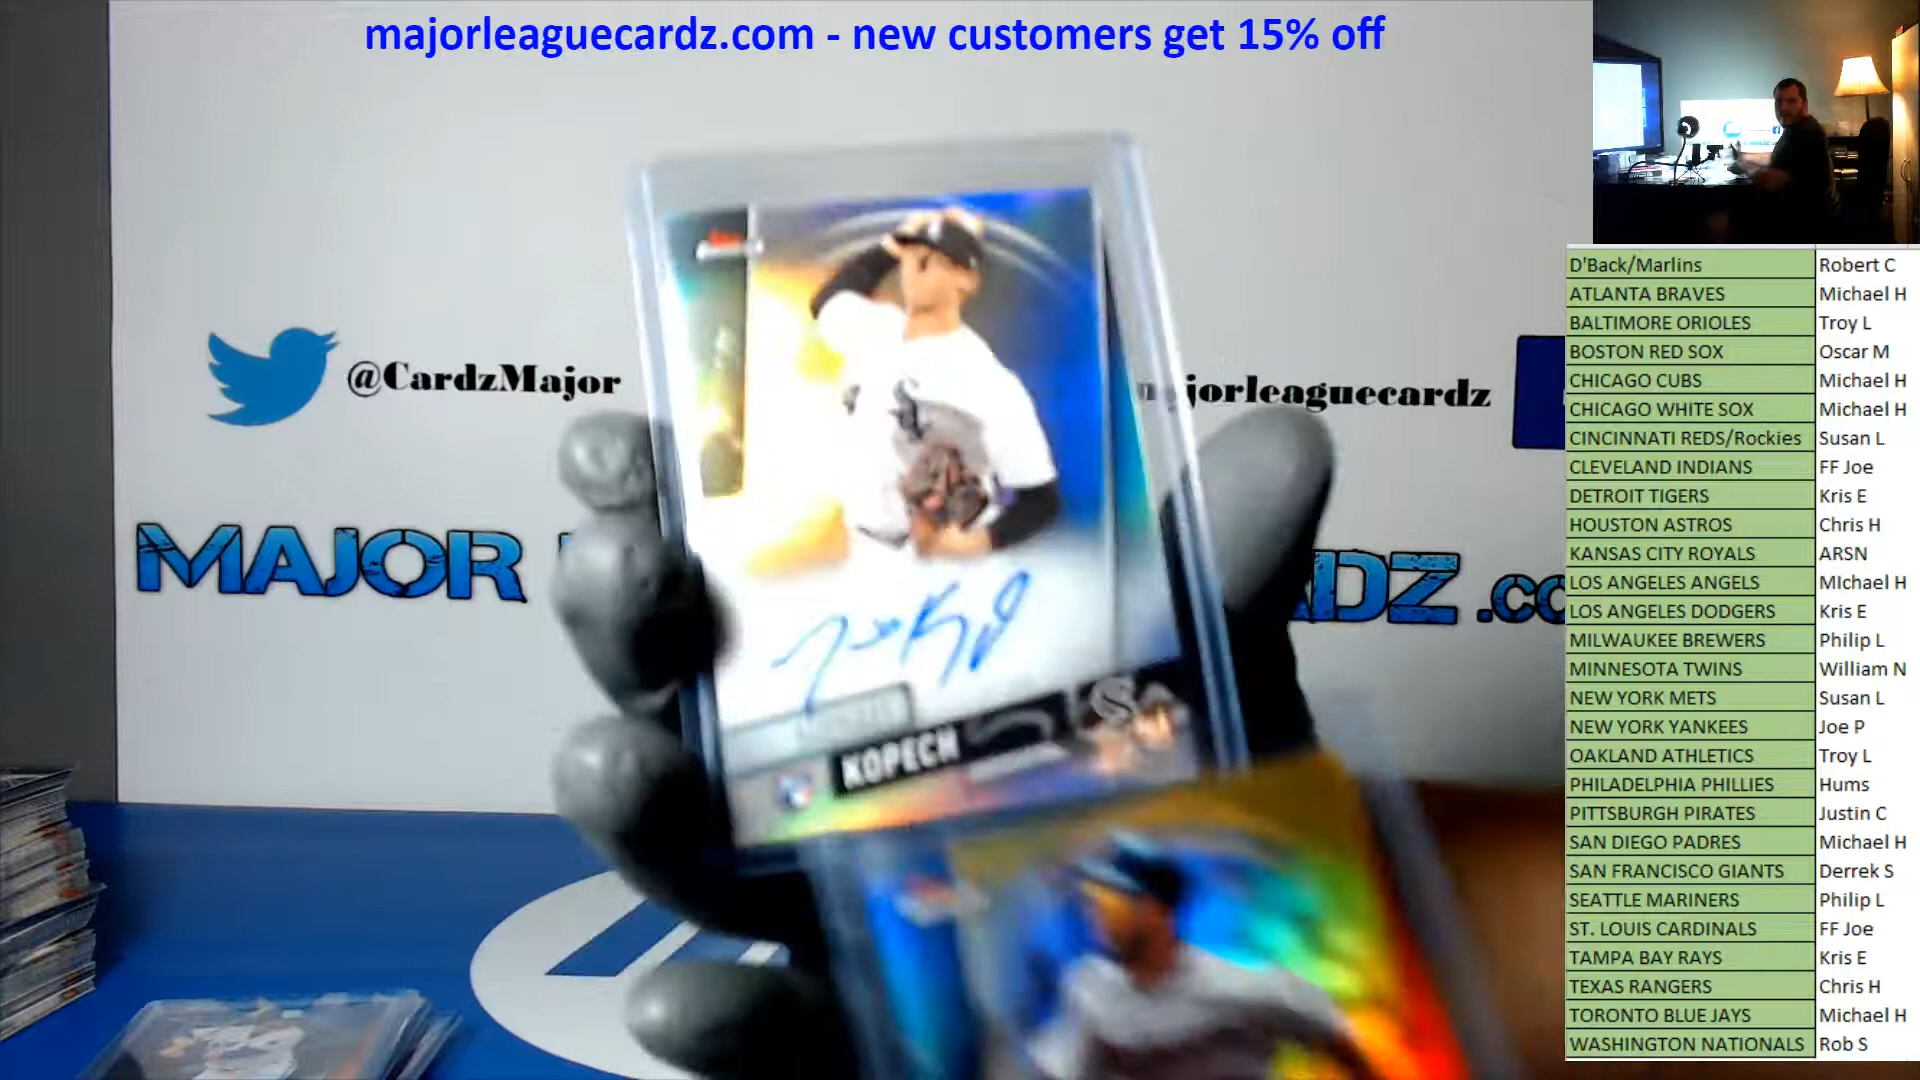 majorleaguecardz.com - new customers get 15% off
@CardzMajor
jorleaguecardz
MAJOR
DZ .co
KOPECH
D'Back/Marlins Robert C
ATLANTA BRAVES Michael H
BALTIMORE ORIOLES Troy L
BOSTON RED SOX Oscar M
CHICAGO CUBS Michael H
CHICAGO WHITE SOX Michael H
CINCINNATI REDS/Rockies Susan L
CLEVELAND INDIANS FF Joe
DETROIT TIGERS Kris E
HOUSTON ASTROS Chris H
KANSAS CITY ROYALS ARSN
LOS ANGELES ANGELS MIchael H
LOS ANGELES DODGERS Kris E
MILWAUKEE BREWERS Philip L
MINNESOTA TWINS William N
NEW YORK METS Susan L
NEW YORK YANKEES Joe P
OAKLAND ATHLETICS Troy L
PHILADELPHIA PHILLIES Hums
PITTSBURGH PIRATES Justin C
SAN DIEGO PADRES Michael H
SAN FRANCISCO GIANTS Derrek S
SEATTLE MARINERS Philip L
ST. LOUIS CARDINALS FF Joe
TAMPA BAY RAYS Kris E
TEXAS RANGERS Chris H
TORONTO BLUE JAYS Michael H
WASHINGTON NATIONALS Rob S